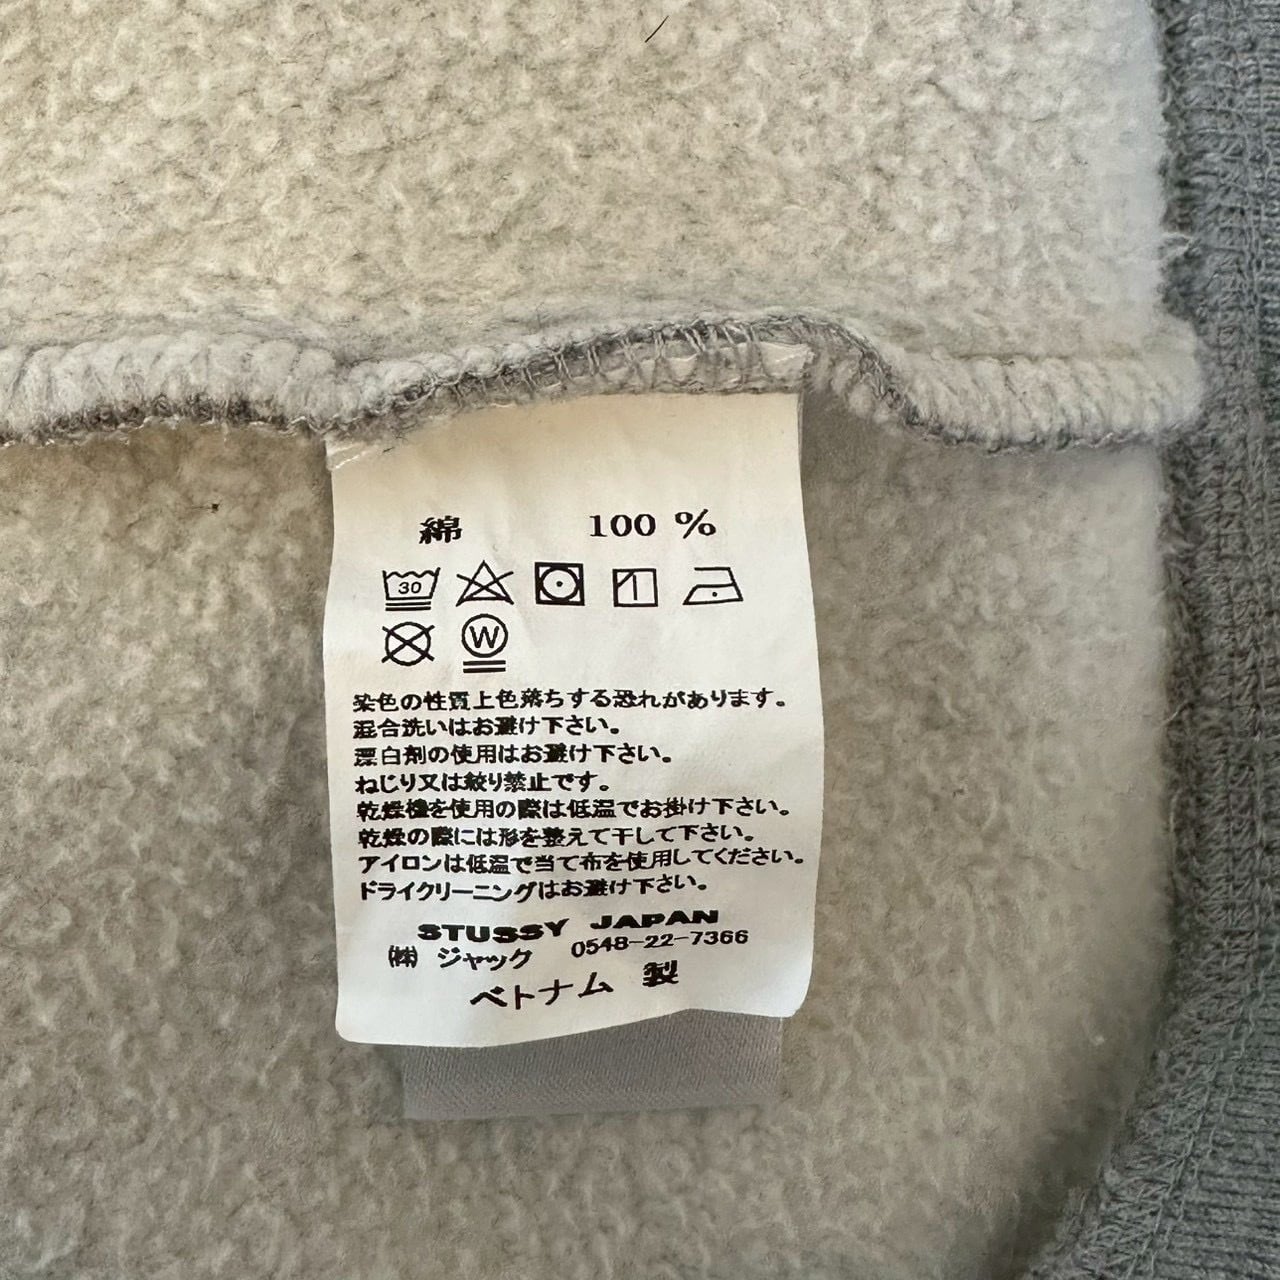 綿 100 %
30
W
染色の性質上色落ちする恐れがあります。
混合洗いはお避け下さい。
漂白剤の使用はお避け下さい。
ねじり又は絞り禁止です。
乾燥機を使用の際は低温でお掛け下さい。
乾燥の際には形を整えて干して下さい。
アイロンは低温で当て布を使用してください。
ドライクリーニングはお避け下さい。
STUSSY JAPAN
㈱ ジャック 0548-22-7366
ベトナム 製